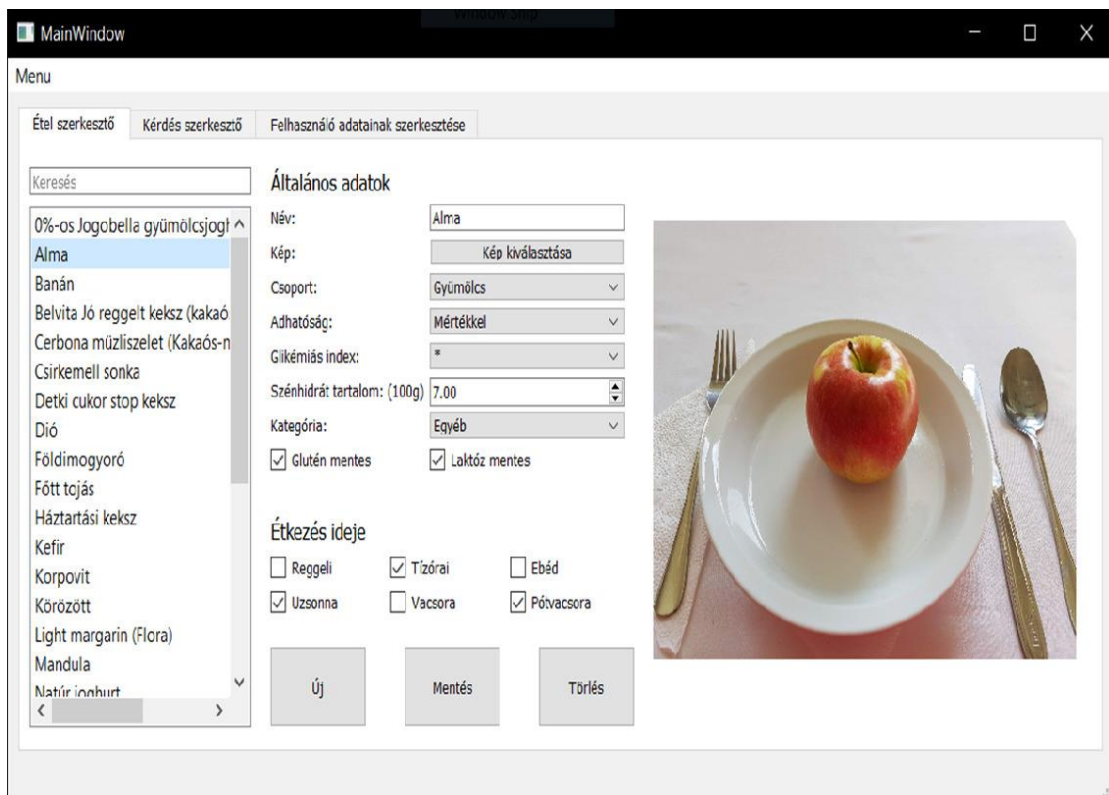 MainWindow
Menu
Étel szerkesztő
Kérdés szerkesztő
Felhasználó adatainak szerkesztése
Keresés
0%-os Jogobella
Alma
Banán
Belvita Jó reggelt keksz (kakaó
Cerbona müzliszelet (Kakaós-
Csirkemell sonka
Detki cukor stop keksz
Dió
Földimogyoró
Főtt tojás
Háztartási keksz
Kefir
Korpovit
Körözött
Light margarin (Flora)
Mandula
Natúr joghurt
Általános adatok
Név: Alma
Kép: Kép kiválasztása
Csoport: Gyümölcs
Adhatóság: Mértékkel
Glikémiás index: *
Szénhidrát tartalom: (100g) 7.00
Kategória: Egyéb
Glutén mentes Laktóz mentes
Étkezés ideje
Reggeli Tízórai Ebéd
Uzsonna Vacsora Pótvacsora
Új Mentés Törlés